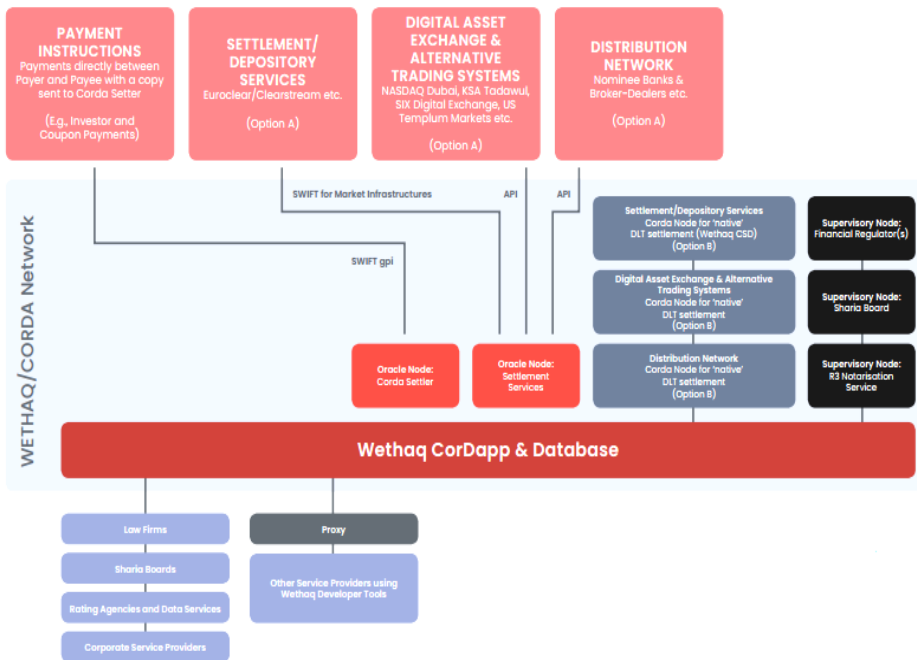 PAYMENT
INSTRUCTIONS
Payments directly between
Payer and Payee with a copy
sent to Corda Setter
(E.g., Investor and
Coupon Payments)
SETTLEMENT/
DEPOSITORY
SERVICES
Euroclear/Clearstream etc.
(Option A)
DIGITAL ASSET
EXCHANGE &
ALTERNATIVE
TRADING SYSTEMS
NASDAQ Dubai, KSA Tadawul,
SIX Digital Exchange, US
Templum Markets etc.
(Option A)
DISTRIBUTION
NETWORK
Nominee Banks &
Broker-Dealers etc.
(Option A)
WETHAQ/CORDA Network
SWIFT for Market Infrastructures
API
API
SWIFT gpi
Settlement/Depository Services
Corda Node for 'native'
DLT settlement (Wethaq CSD)
(Option B)
Digital Asset Exchange & Alternative
Trading Systems
Corda Node for 'native'
DLT settlement
(Option B)
Distribution Network
Corda Node for 'native'
DLT settlement
(Option B)
Supervisory Node:
Financial Regulator(s)
Supervisory Node:
Sharia Board
Supervisory Node:
R3 Notarisation
Service
Oracle Node:
Corda Settler
Oracle Node:
Settlement
Services
Wethaq CorDapp & Database
Law Firms
Sharia Boards
Rating Agencies and Data Services
Corporate Service Providers
Proxy
Other Service Providers using
Wethaq Developer Tools